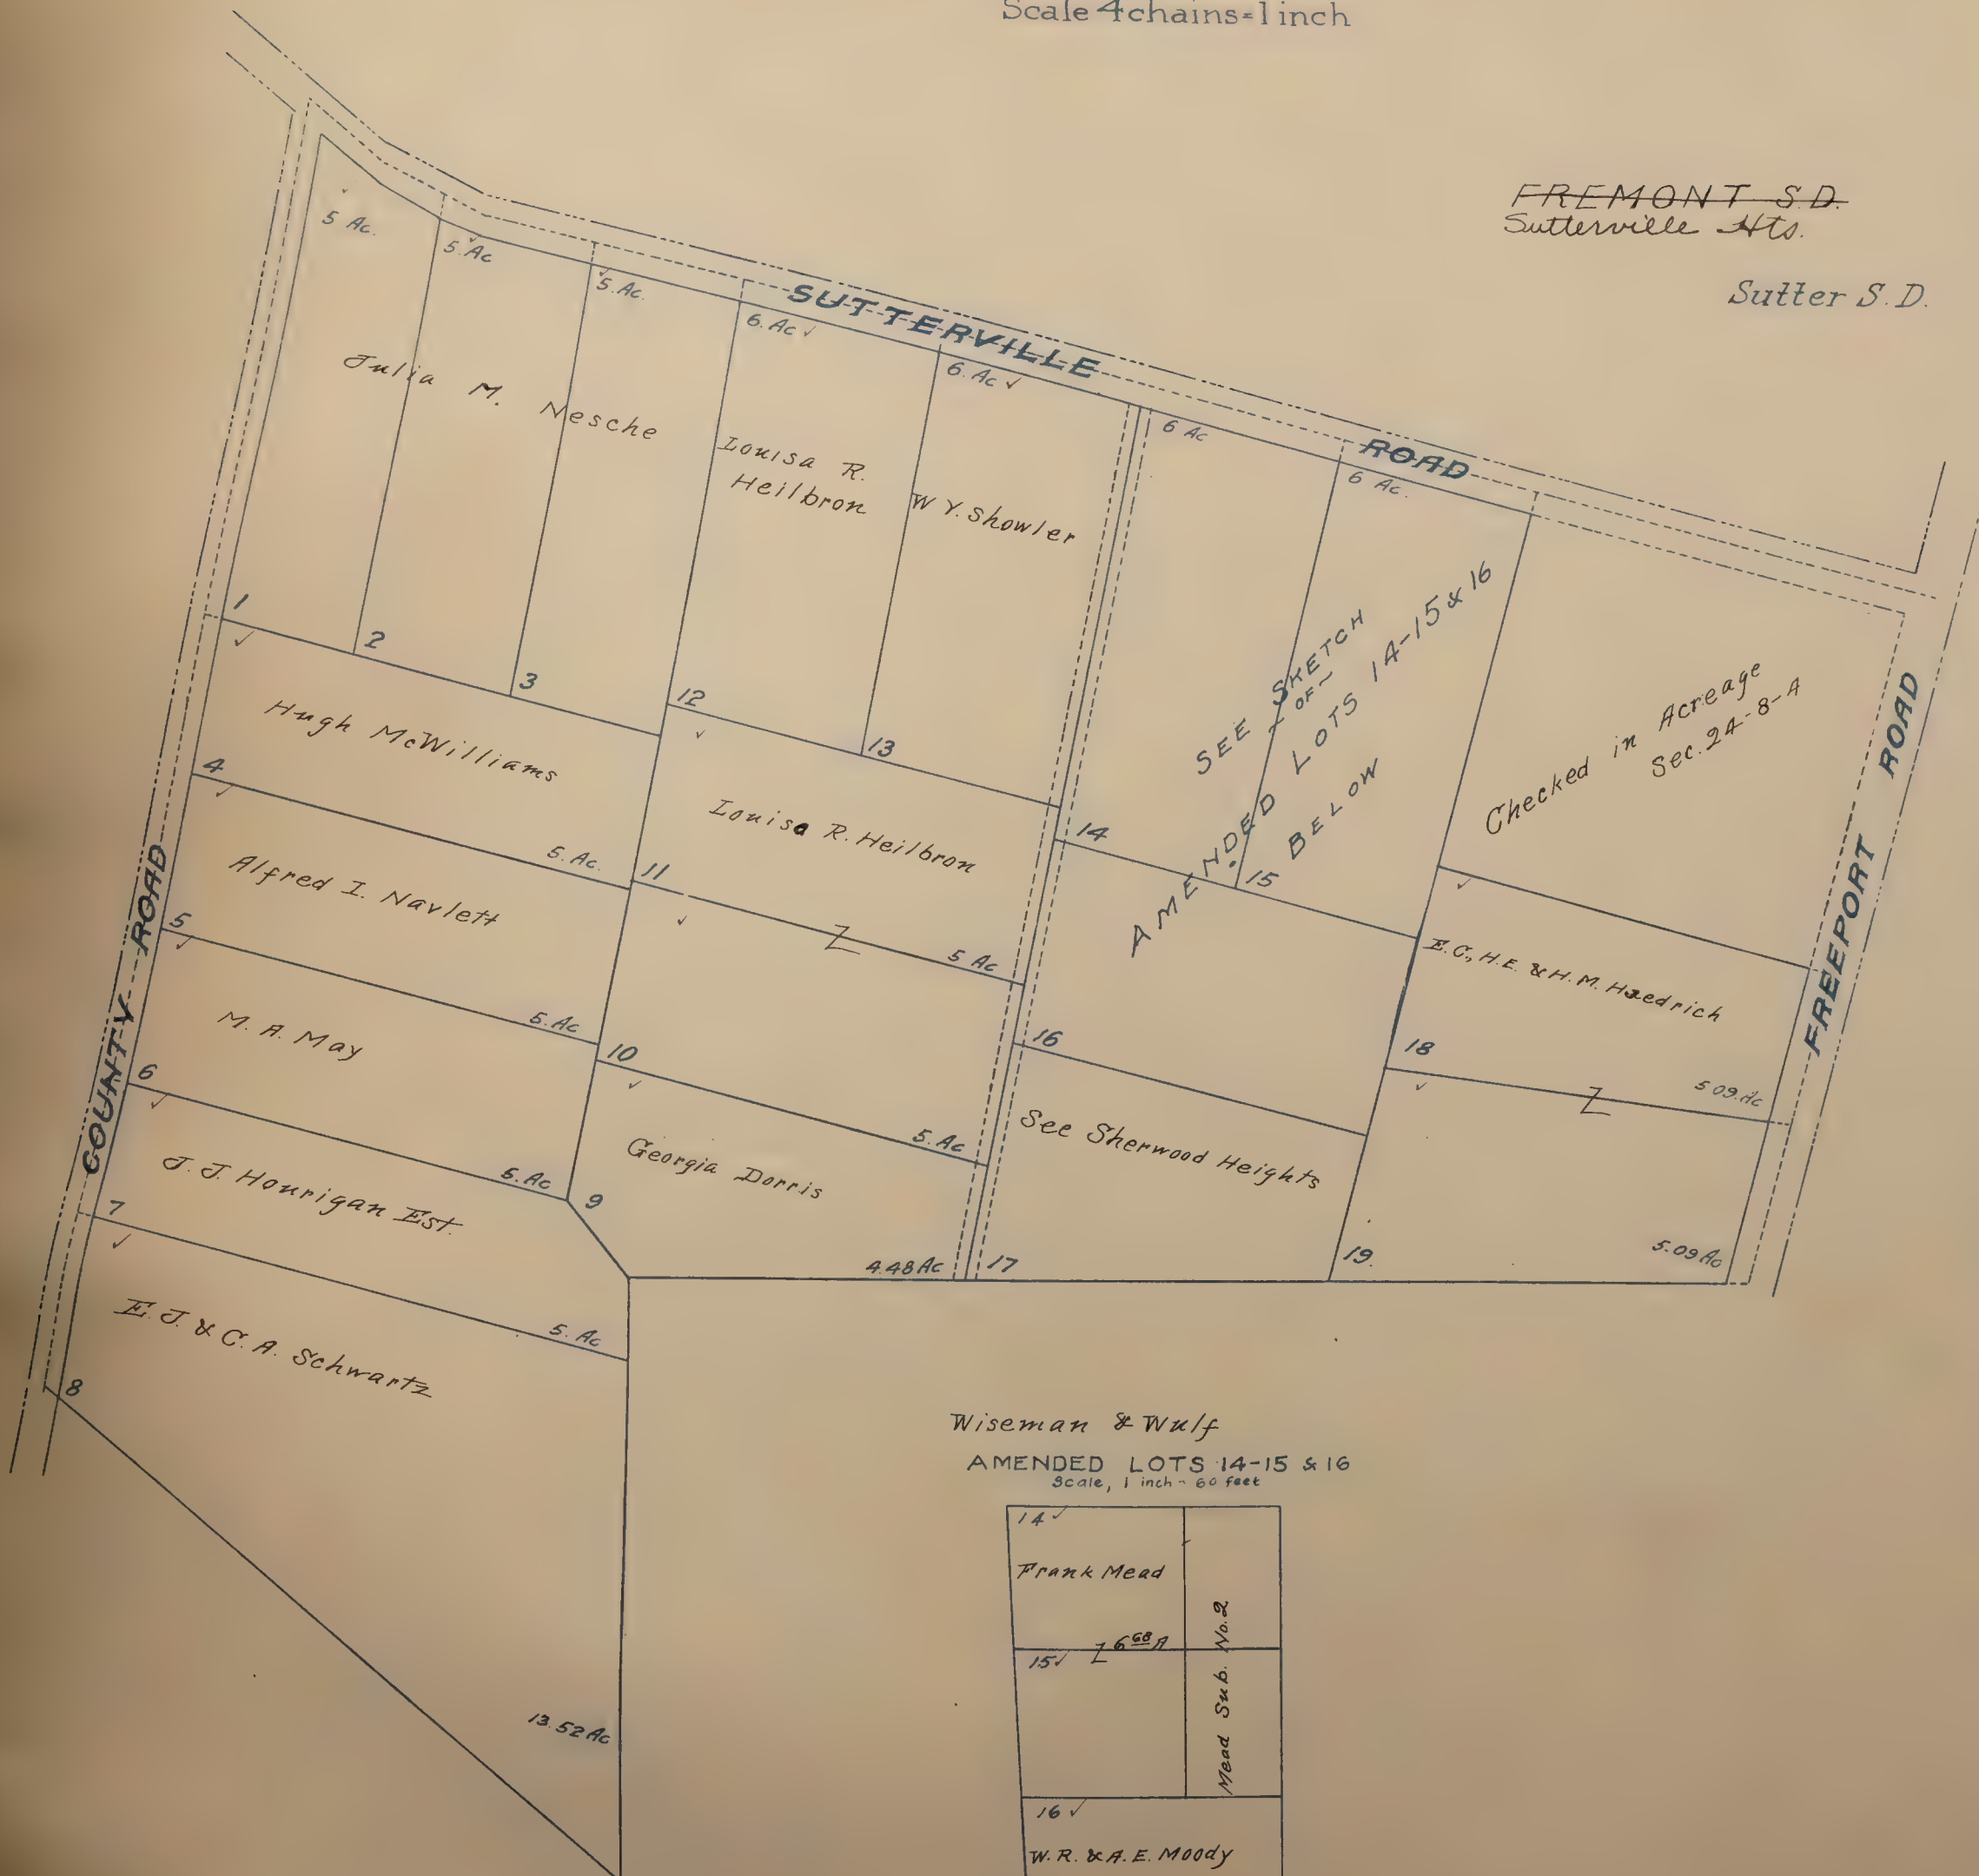 Scale 4 chains = 1 inch
FREMONT S.D.
Sutterville Hts.
Sutter S.D.
SUTTERVILLE ROAD
5 Ac.
5. Ac
5. Ac.
6. Ac
6. Ac
6 Ac
6 Ac.
Julia M. Nesche
Louisa R.
Heilbron
W Y. Showler
1
2
3
12
13
SEE SKETCH
- OF -
AMENDED LOTS 14-15 & 16
BELOW
Checked in Acreage
Sec. 24-8-A
FREEPORT ROAD
COUNTY ROAD
Hugh McWilliams
4
5. Ac.
Louisa R. Heilbron
11
5 Ac
14
15
Alfred I. Navlett
5
5. Ac
E.C., H.E. & H.M. Haedrich
18
5.09. Ac
M. A. May
6
5. Ac
10
5. Ac
16
See Sherwood Heights
J. J. Hourigan Est.
7
9
Georgia Dorris
4.48 Ac
17
19.
5.09 Ac
5. Ac
E. J. & C. A. Schwartz
8
13.52 Ac
Wiseman & Wulf
AMENDED LOTS 14-15 & 16
Scale, 1 inch - 60 feet
14
Frank Mead
6 68 A
15
Mead Sub. No. 2
16
W. R. & A. E. Moody